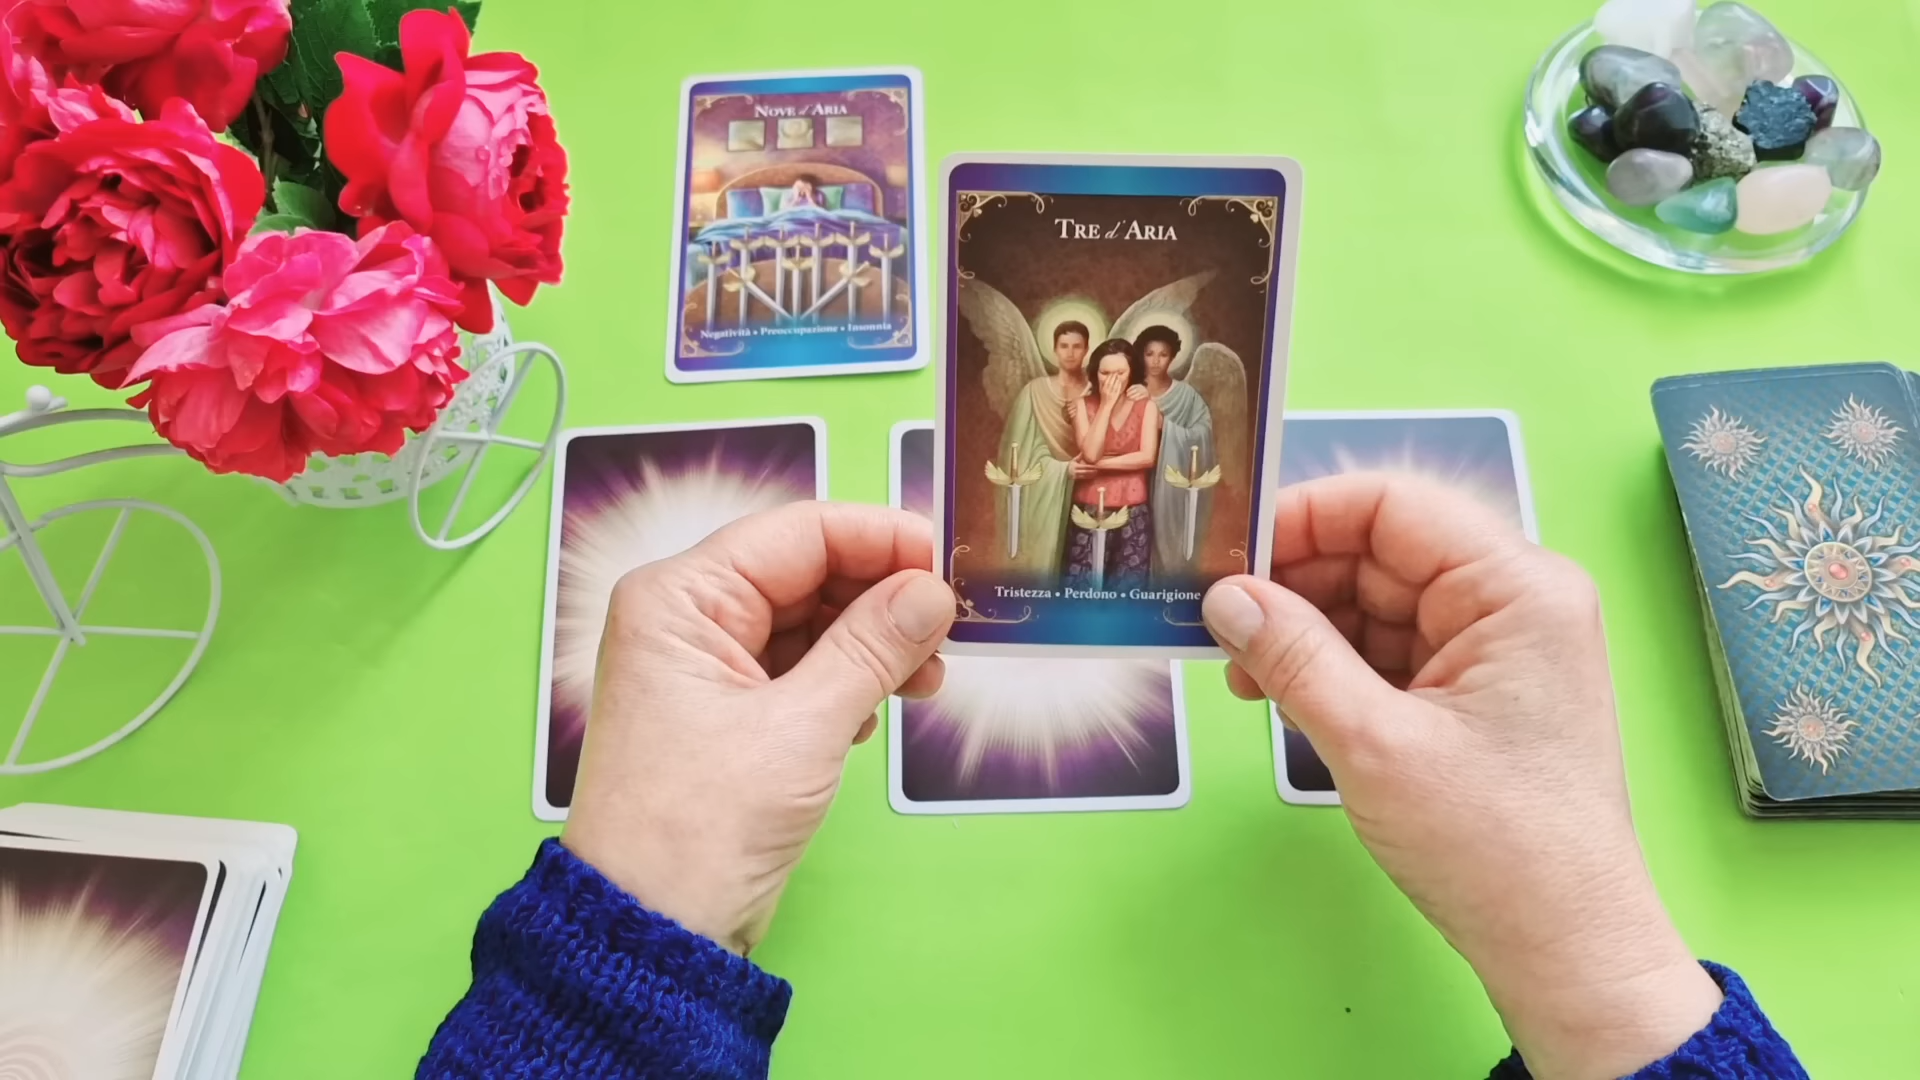 Nove d'Aria
Negatività • Preoccupazione • Insonnia
Tre d'Aria
Tristezza • Perdono • Guarigione